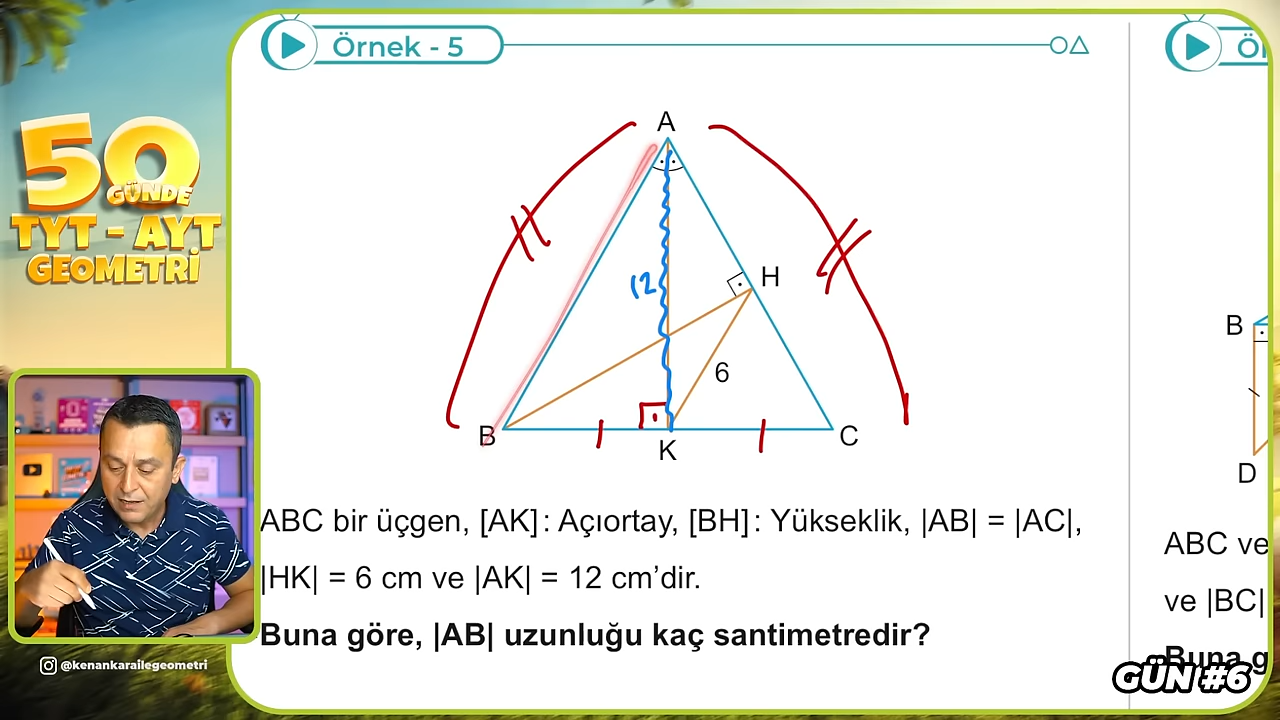 Örnek - 5
50
GÜNDE
TYT - AYT
GEOMETRİ
A
H
12
6
B
K
C
ABC bir üçgen, [AK]: Açıortay, [BH]: Yükseklik, |AB| = |AC|,
|HK| = 6 cm ve |AK| = 12 cm'dir.
Buna göre, |AB| uzunluğu kaç santimetredir?
@kenankarailegeometri
B
D
ABC ve
ve |BC|
GÜN #6